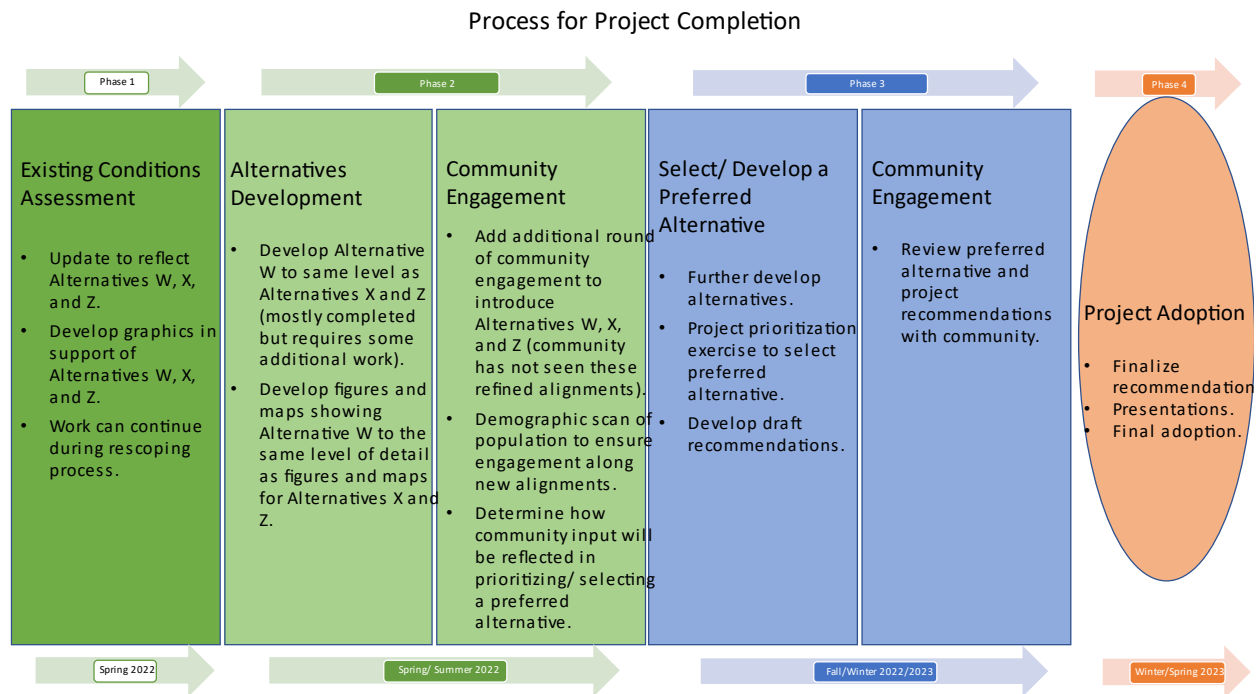 Process for Project Completion
Phase 1
Phase 2
Phase 3
Phase 4
Existing Conditions
Assessment
• Update to reflect
Alternatives W, X,
and Z.
• Develop graphics in
support of
Alternatives W, X,
and Z.
• Work can continue
during rescoping
process.
Alternatives
Development
• Develop Alternative
W to same level as
Alternatives X and Z
(mostly completed
but requires some
additional work).
• Develop figures and
maps showing
Alternative W to the
same level of detail
as figures and maps
for Alternatives X and
Z.
Community
Engagement
• Add additional round
of community
engagement to
introduce
Alternatives W, X,
and Z (community
has not seen these
refined alignments).
• Demographic scan of
population to ensure
engagement along
new alignments.
• Determine how
community input will
be reflected in
prioritizing/ selecting
a preferred
alternative.
Select/ Develop a
Preferred
Alternative
• Further develop
alternatives.
• Project prioritization
exercise to select
preferred
alternative.
• Develop draft
recommendations.
Community
Engagement
• Review preferred
alternative and
project
recommendations
with community.
Project Adoption
• Finalize
recommendation
• Presentations.
• Final adoption.
Spring 2022
Spring/ Summer 2022
Fall/Winter 2022/2023
Winter/Spring 2023